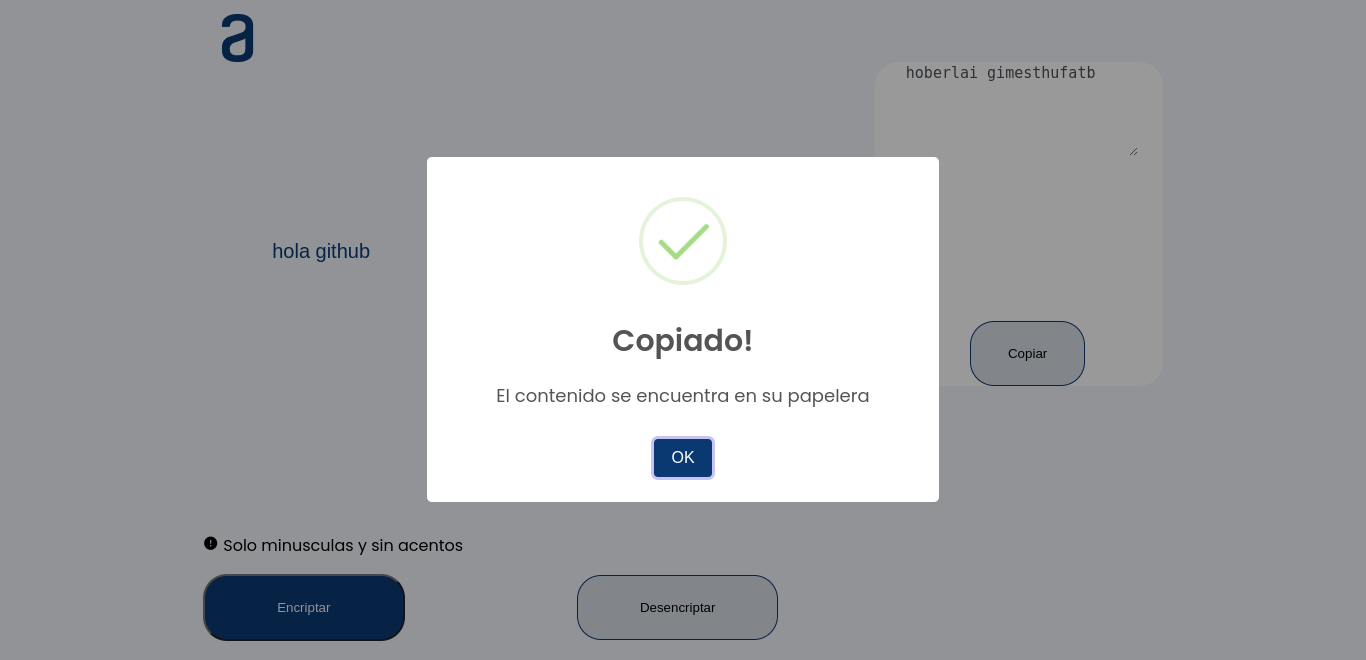 a
hoberlai gimesthufatb
hola github
Copiado!
El contenido se encuentra en su papelera
OK
Copiar
Solo minusculas y sin acentos
Encriptar
Desencriptar